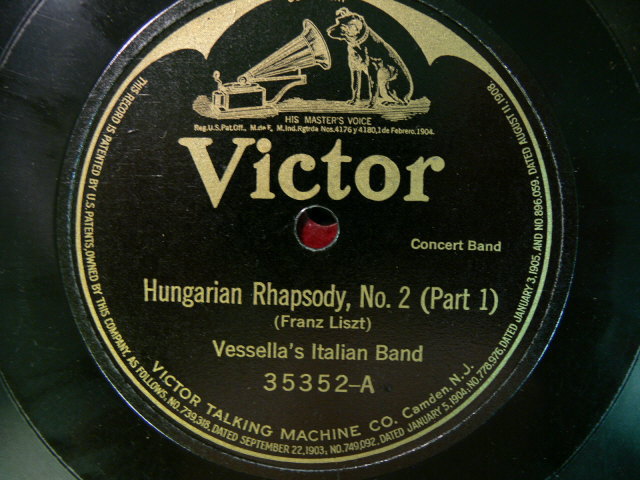 HIS MASTER'S VOICE
Reg.U.S.Pat.Off., M.de F., M.Ind.Rgtrda Nos.4176 y 4180,1 de Febrero,1904.
Victor
Concert Band
Hungarian Rhapsody, No. 2 (Part 1)
(Franz Liszt)
Vessella's Italian Band
35352-A
VICTOR TALKING MACHINE CO. Camden, N.J.
THIS RECORD IS PATENTED BY U.S.PATENTS, OWNED BY THIS COMPANY, AS FOLLOWS, NO.739,318, DATED SEPTEMBER 22,1903; NO.749,092, DATED JANUARY 5,1904, NO.778,976, DATED JANUARY 3,1905, AND NO.896,059, DATED AUGUST 11, 1908.